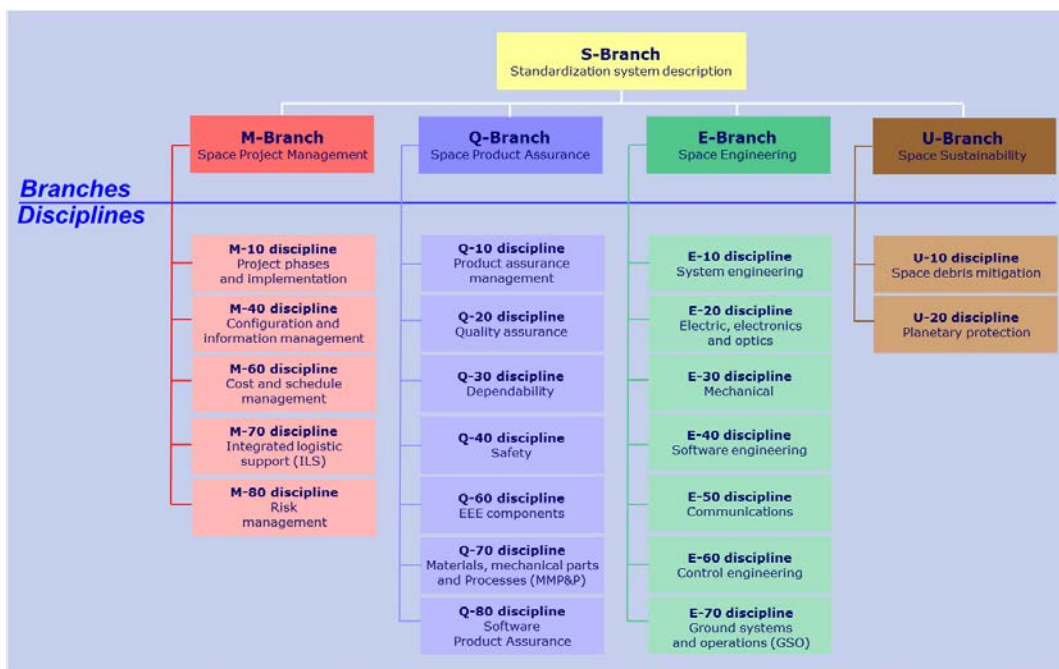 S-Branch
Standardization system description
M-Branch
Space Project Management
Q-Branch
Space Product Assurance
E-Branch
Space Engineering
U-Branch
Space Sustainability
Branches
Disciplines
M-10 discipline
Project phases
and implementation
M-40 discipline
Configuration and
information management
M-60 discipline
Cost and schedule
management
M-70 discipline
Integrated logistic
support (ILS)
M-80 discipline
Risk
management
Q-10 discipline
Product assurance
management
Q-20 discipline
Quality assurance
Q-30 discipline
Dependability
Q-40 discipline
Safety
Q-60 discipline
EEE components
Q-70 discipline
Materials, mechanical parts
and Processes (MMP&P)
Q-80 discipline
Software
Product Assurance
E-10 discipline
System engineering
E-20 discipline
Electric, electronics
and optics
E-30 discipline
Mechanical
E-40 discipline
Software engineering
E-50 discipline
Communications
E-60 discipline
Control engineering
E-70 discipline
Ground systems
and operations (GSO)
U-10 discipline
Space debris mitigation
U-20 discipline
Planetary protection